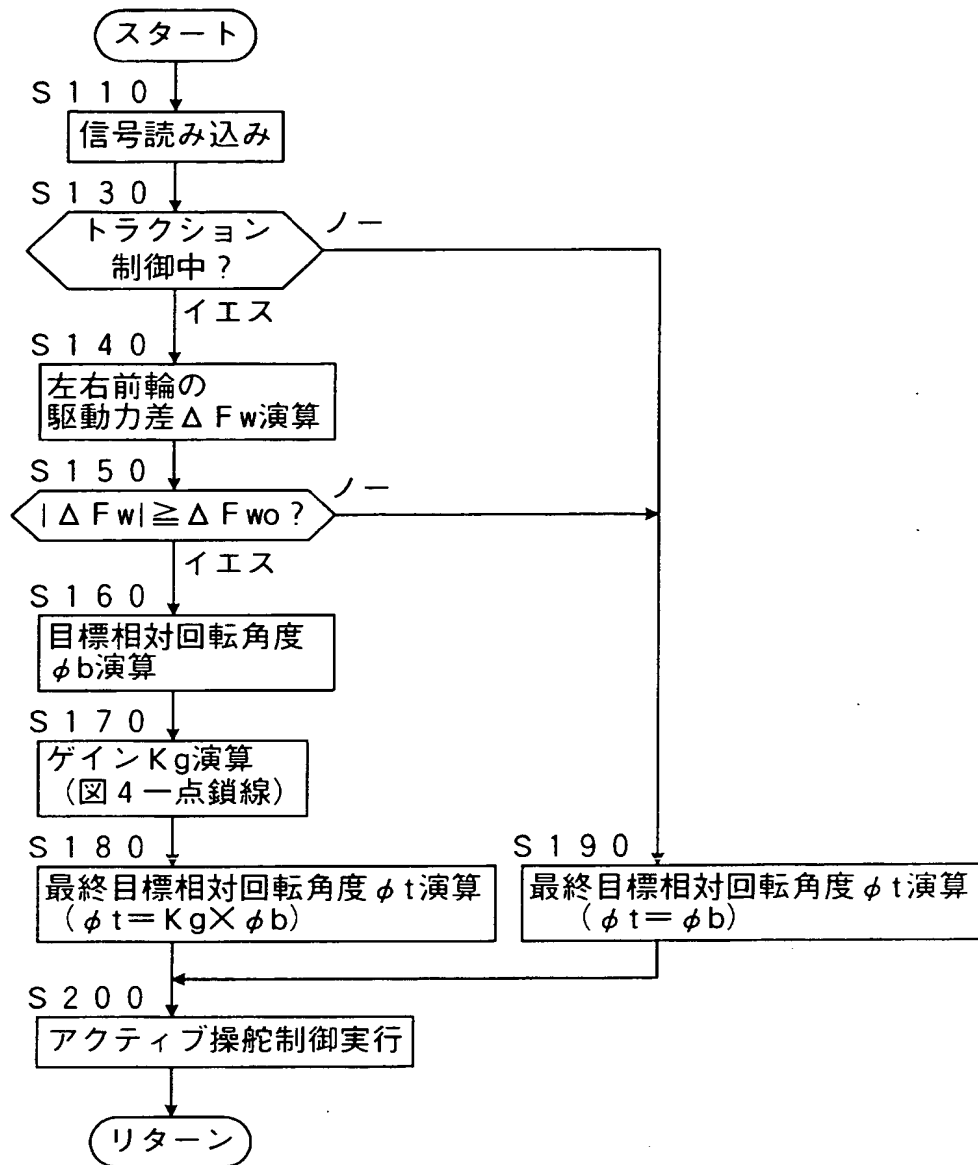 スタート
S110
信号読み込み
S130
トラクション
制御中?
ノー
イエス
S140
左右前輪の
駆動力差ΔFw演算
S150
|ΔFw|≧ΔFwo?
ノー
イエス
S160
目標相対回転角度
φb演算
S170
ゲインKg演算
(図4一点鎖線)
S180
最終目標相対回転角度φt演算
(φt=Kg×φb)
S190
最終目標相対回転角度φt演算
(φt=φb)
S200
アクティブ操舵制御実行
リターン